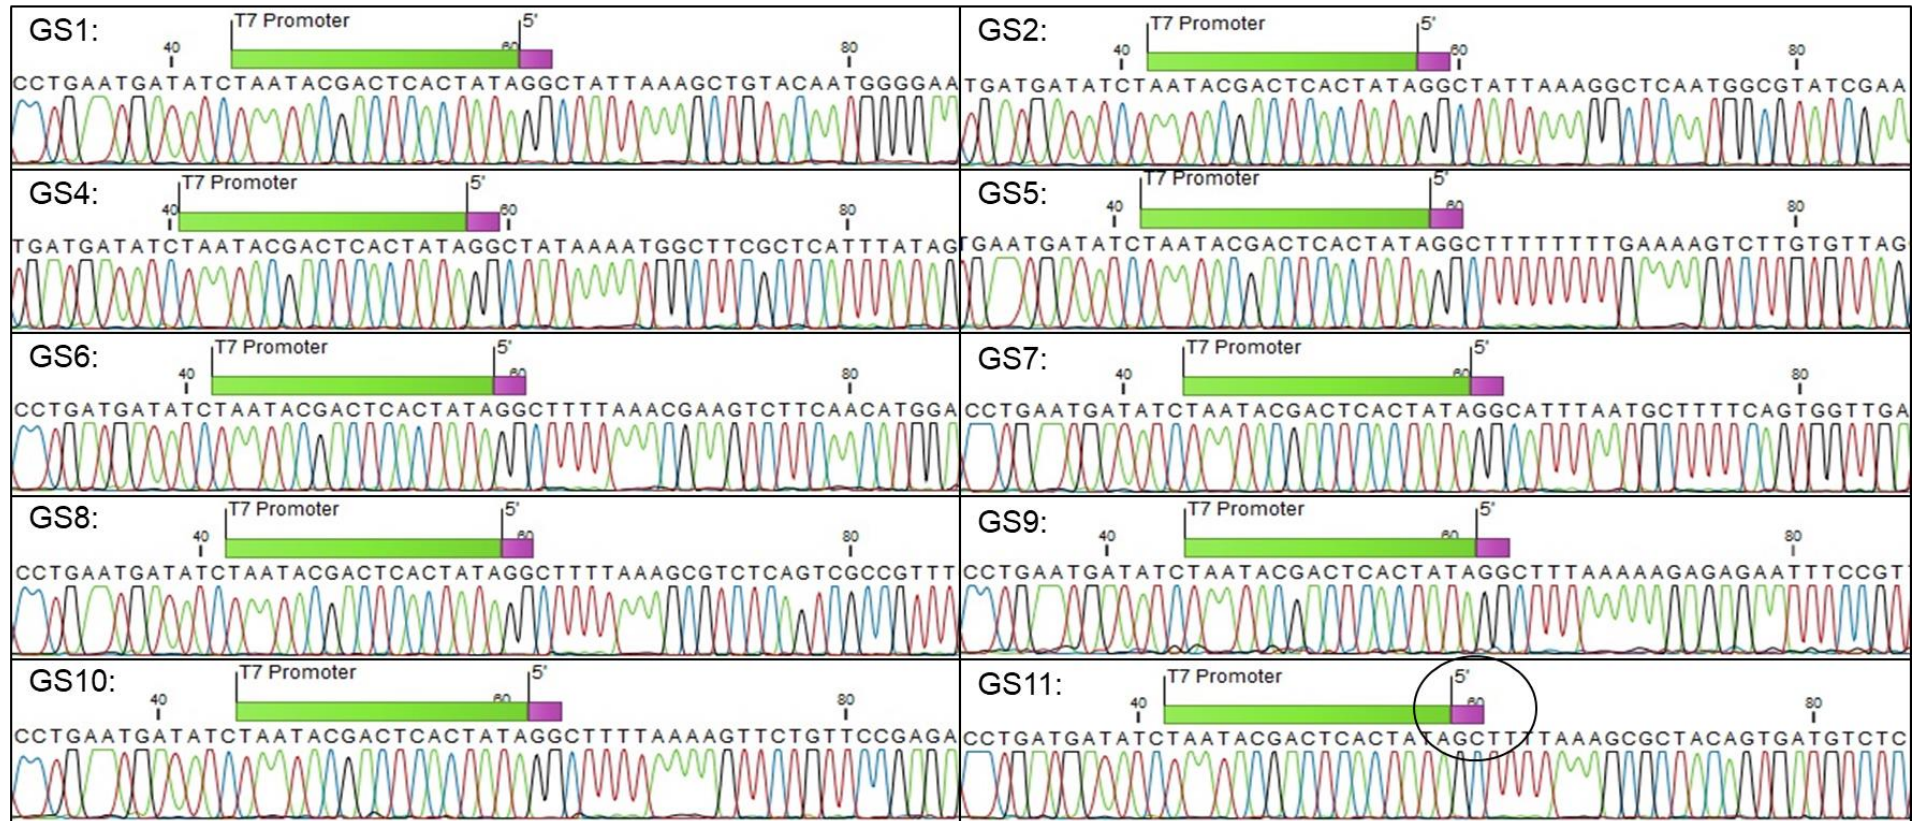 GS1:
T7 Promoter 5'
40 60 80
CCTGAATGATATCTAATACGACTCACTATAGGCTATTAAAGCTGTACAATGGGGAA
GS2:
T7 Promoter 5'
40 60 80
TGATGATATCTAATACGACTCACTATAGGCTATTAAAGGCTCAATGGCGTATCGAA
GS4:
T7 Promoter 5'
40 60 80
TGATGATATCTAATACGACTCACTATAGGCTATAAAAATGGCTTCGCTCATTTATAG
GS5:
T7 Promoter 5'
40 60 80
TGAATGATATCTAATACGACTCACTATAGGCTTTTTTTTTGAAAAGTCTTGTGTTAG
GS6:
T7 Promoter 5'
40 60 80
CCTGATGATATCTAATACGACTCACTATAGGCTTTTAAACGAAGTCTTCAACATGGA
GS7:
T7 Promoter 5'
40 60 80
CCTGAATGATATCTAATACGACTCACTATAGGCATTTAATGCTTTTCAGTGGTTGA
GS8:
T7 Promoter 5'
40 60 80
CCTGAATGATATCTAATACGACTCACTATAGGCTTTTAAAGCGTCTCAGTCGCCGTTT
GS9:
T7 Promoter 5'
40 60 80
CCTGAATGATATCTAATACGACTCACTATAGGCTTTAAAAAGAGAGAATTTCCGT
GS10:
T7 Promoter 5'
40 60 80
CCTGAATGATATCTAATACGACTCACTATAGGCTTTTAAAAGTTCTGTTCCGAGA
GS11:
T7 Promoter 5'
40 60 80
CCTGATGATATCTAATACGACTCACTATAGCTTTTAAAGCGCTACAGTGATGTCTC